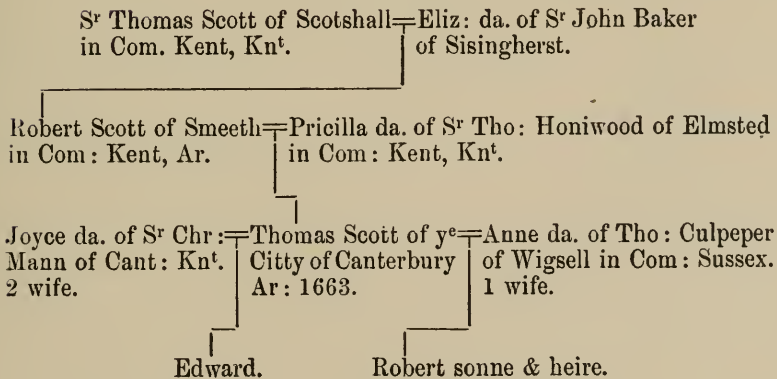 Sʳ Thomas Scott of Scotshall=Eliz: da. of Sʳ John Baker
in Com. Kent, Knᵗ. of Sisingherst.
Robert Scott of Smeeth=Pricilla da. of Sʳ Tho: Honiwood of Elmsted
in Com: Kent, Ar. in Com: Kent, Knᵗ.
Joyce da. of Sʳ Chr:=Thomas Scott of yᵉ=Anne da. of Tho: Culpeper
Mann of Cant: Knᵗ. Citty of Canterbury of Wigsell in Com: Sussex.
2 wife. Ar: 1663. 1 wife.
Edward. Robert sonne & heire.